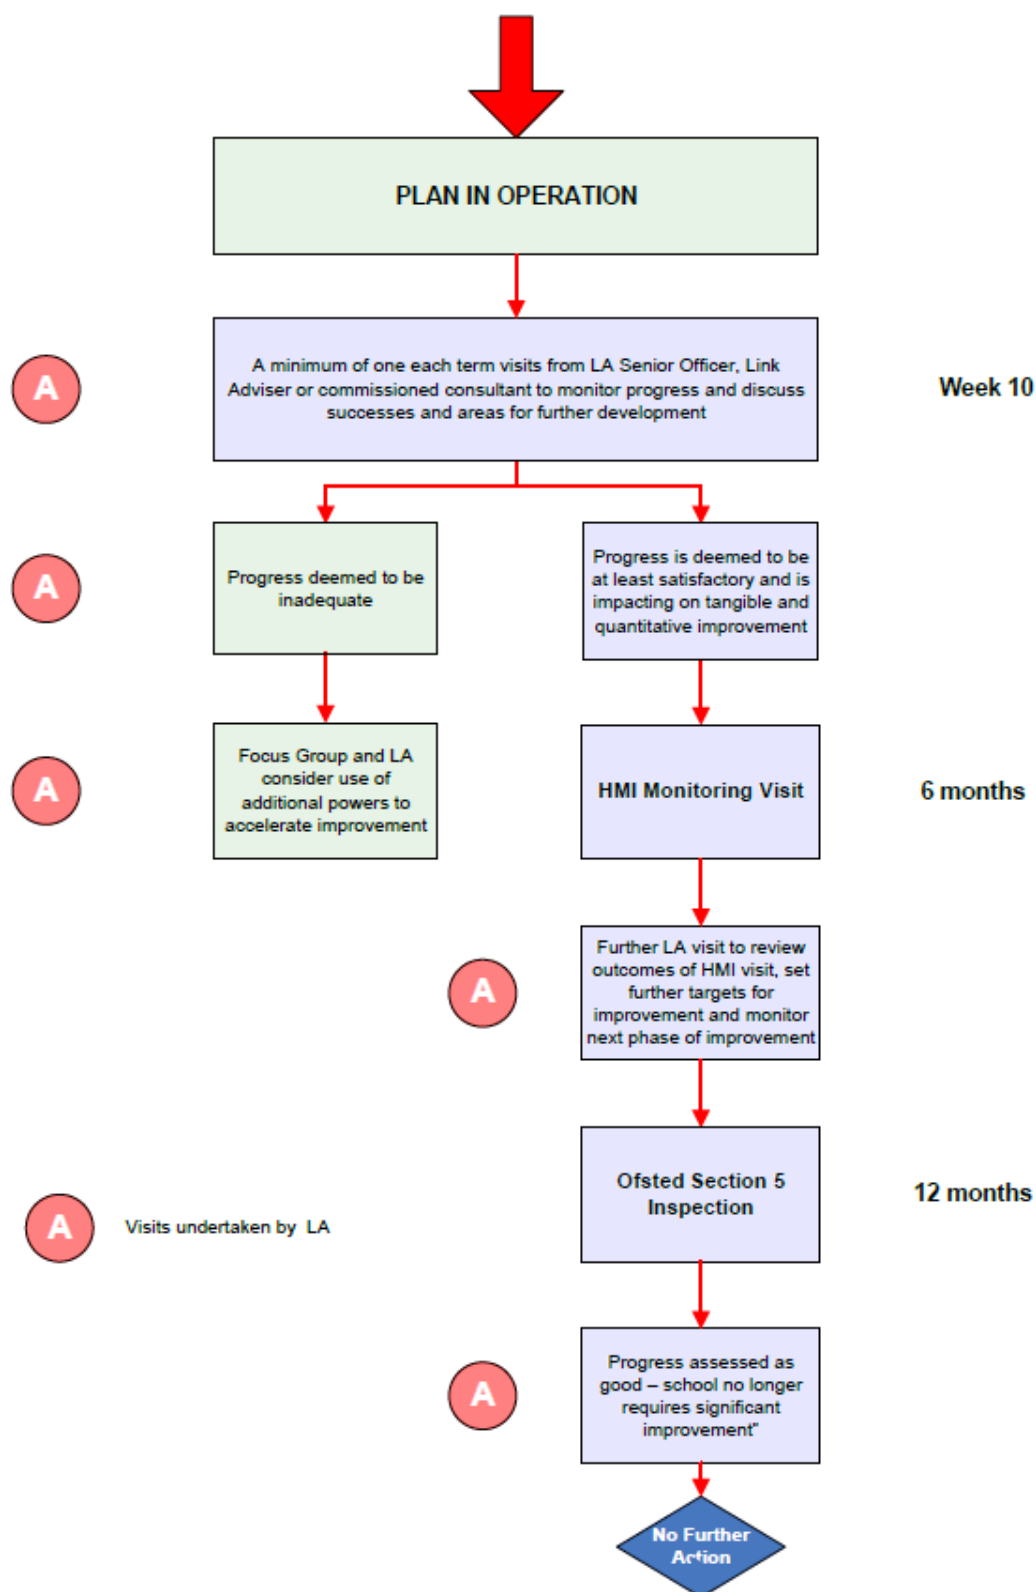 PLAN IN OPERATION
A
A minimum of one each term visits from LA Senior Officer, Link
Adviser or commissioned consultant to monitor progress and discuss
successes and areas for further development
Week 10
A
Progress deemed to be
inadequate
Progress is deemed to be
at least satisfactory and is
impacting on tangible and
quantitative improvement
A
Focus Group and LA
consider use of
additional powers to
accelerate improvement
HMI Monitoring Visit
6 months
A
Further LA visit to review
outcomes of HMI visit, set
further targets for
improvement and monitor
next phase of improvement
Ofsted Section 5
Inspection
12 months
A
Visits undertaken by LA
A
Progress assessed as
good – school no longer
requires significant
improvement"
No Further
Action